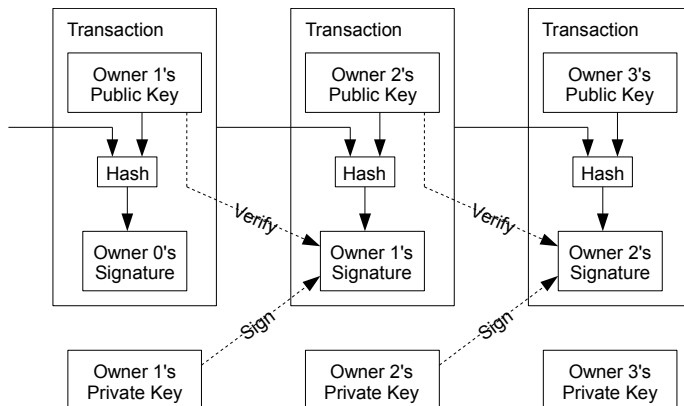 Transaction
Owner 1's
Public Key
Hash
Owner 0's
Signature
Transaction
Owner 2's
Public Key
Hash
Verify
Owner 1's
Signature
Transaction
Owner 3's
Public Key
Hash
Verify
Owner 2's
Signature
Owner 1's
Private Key
Sign
Owner 2's
Private Key
Sign
Owner 3's
Private Key